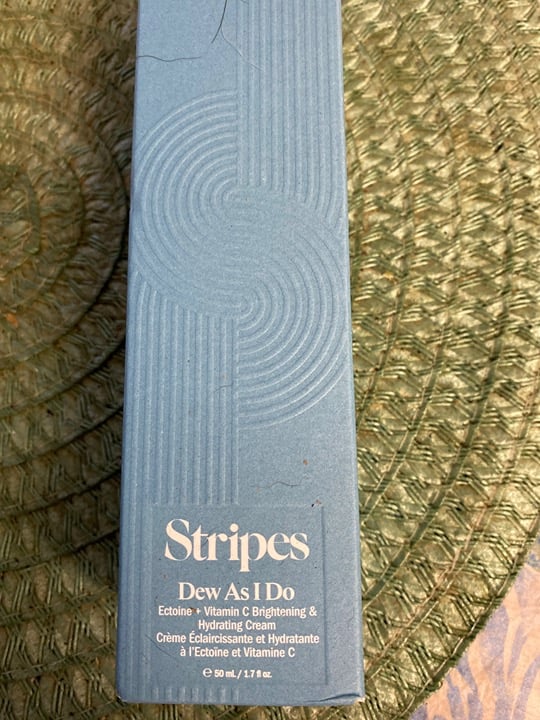 Stripes
Dew As I Do
Ectoine + Vitamin C Brightening &
Hydrating Cream
Crème Éclaircissante et Hydratante
à l'Ectoïne et Vitamine C
℮ 50 mL / 1.7 fl oz.